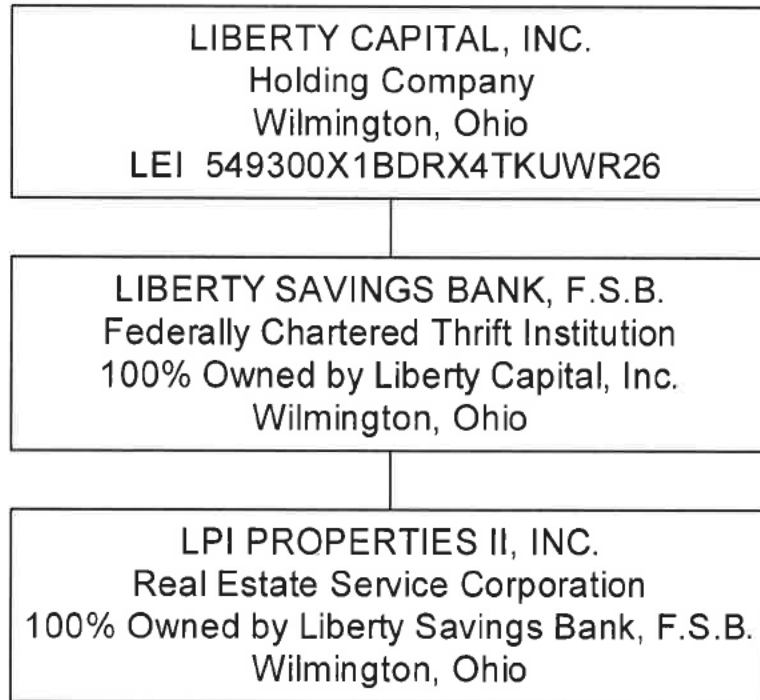 LIBERTY CAPITAL, INC.
Holding Company
Wilmington, Ohio
LEI 549300X1BDRX4TKUWR26
LIBERTY SAVINGS BANK, F.S.B.
Federally Chartered Thrift Institution
100% Owned by Liberty Capital, Inc.
Wilmington, Ohio
LPI PROPERTIES II, INC.
Real Estate Service Corporation
100% Owned by Liberty Savings Bank, F.S.B.
Wilmington, Ohio